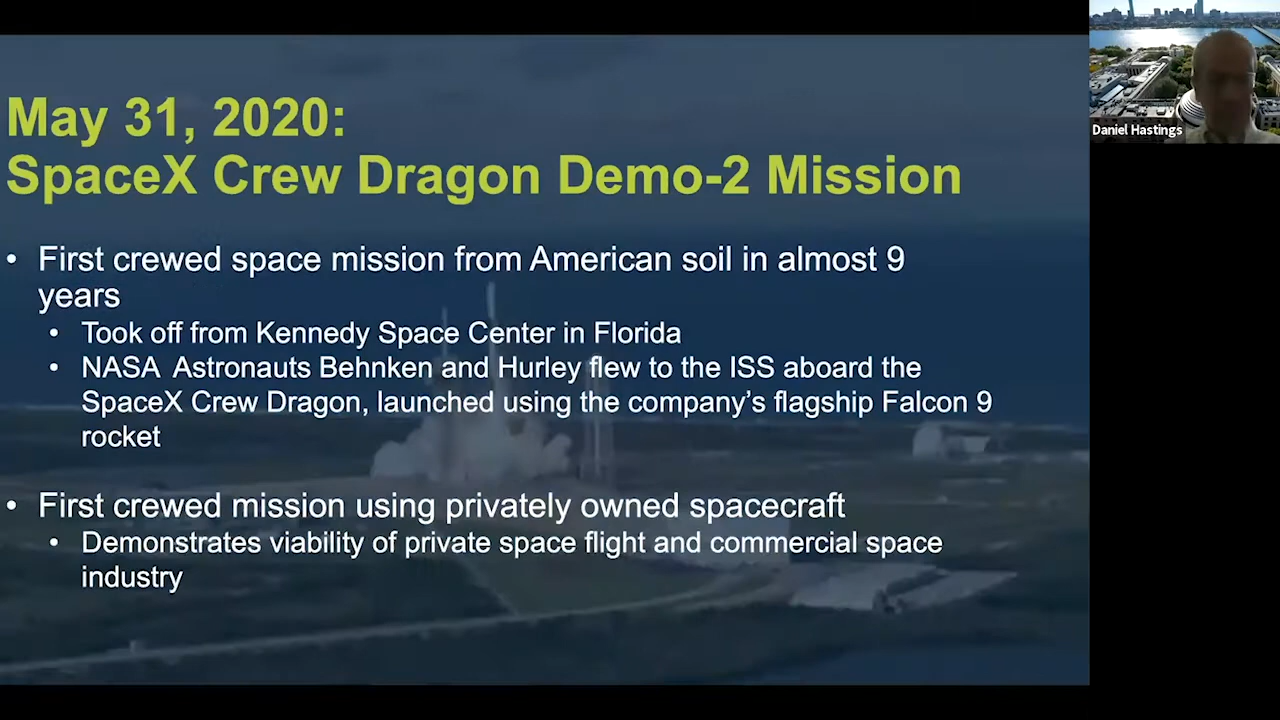 May 31, 2020:
SpaceX Crew Dragon Demo-2 Mission
• First crewed space mission from American soil in almost 9
years
• Took off from Kennedy Space Center in Florida
• NASA Astronauts Behnken and Hurley flew to the ISS aboard the
SpaceX Crew Dragon, launched using the company’s flagship Falcon 9
rocket
• First crewed mission using privately owned spacecraft
• Demonstrates viability of private space flight and commercial space
industry
Daniel Hastings